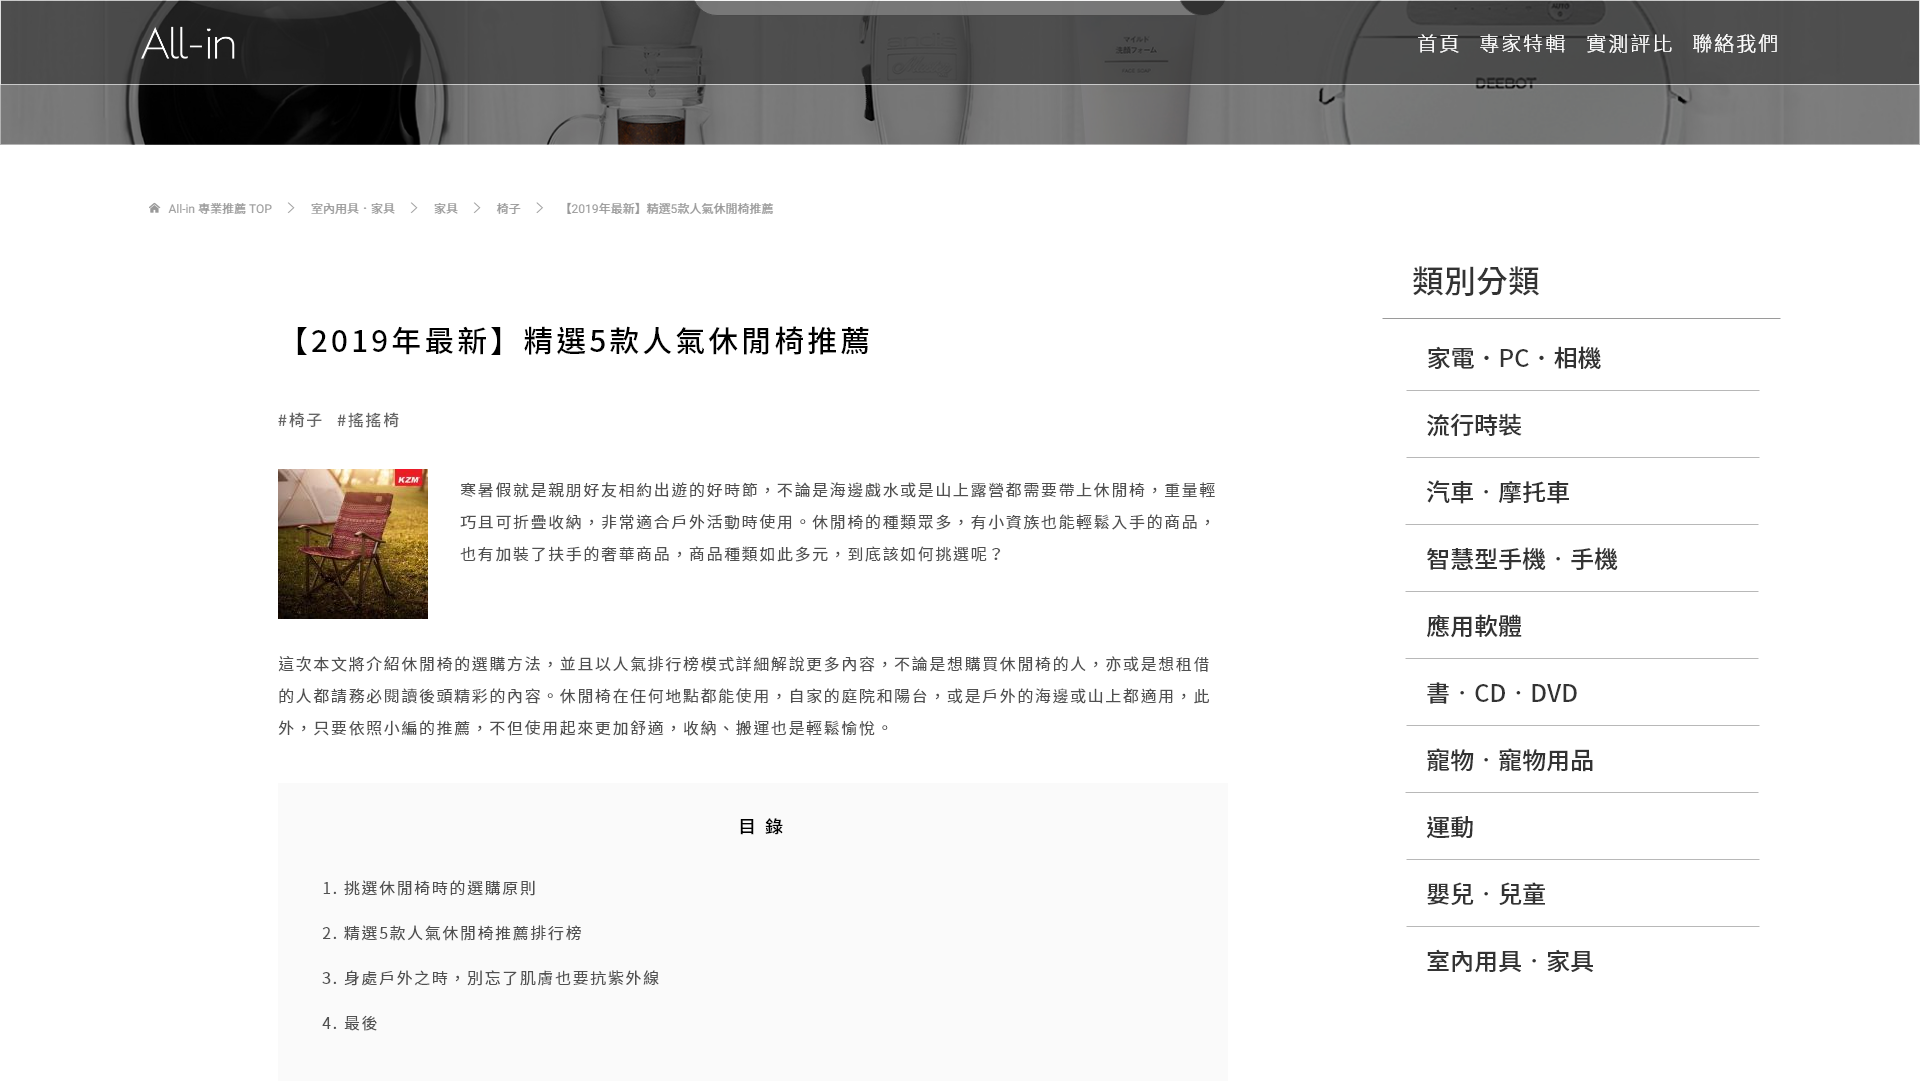 All-in
首頁 專家特輯 實測評比 聯絡我們
マイルド
洗顔フォーム
AUTO
DEEBOT
All-in 專業推薦 TOP > 室內用具・家具 > 家具 > 椅子 > 【2019年最新】精選5款人氣休閒椅推薦
【2019年最新】精選5款人氣休閒椅推薦
#椅子 #搖搖椅
KZM
寒暑假就是親朋好友相約出遊的好時節，不論是海邊戲水或是山上露營都需要帶上休閒椅，重量輕
巧且可折疊收納，非常適合戶外活動時使用。休閒椅的種類眾多，有小資族也能輕鬆入手的商品，
也有加裝了扶手的奢華商品，商品種類如此多元，到底該如何挑選呢？
這次本文將介紹休閒椅的選購方法，並且以人氣排行榜模式詳細解說更多內容，不論是想購買休閒椅的人，亦或是想租借
的人都請務必閱讀後頭精彩的內容。休閒椅在任何地點都能使用，自家的庭院和陽台，或是戶外的海邊或山上都適用，此
外，只要依照小編的推薦，不但使用起來更加舒適，收納、搬運也是輕鬆愉悅。
目錄
1. 挑選休閒椅時的選購原則
2. 精選5款人氣休閒椅推薦排行榜
3. 身處戶外之時，別忘了肌膚也要抗紫外線
4. 最後
類別分類
家電・PC・相機
流行時裝
汽車・摩托車
智慧型手機・手機
應用軟體
書・CD・DVD
寵物・寵物用品
運動
嬰兒・兒童
室內用具・家具